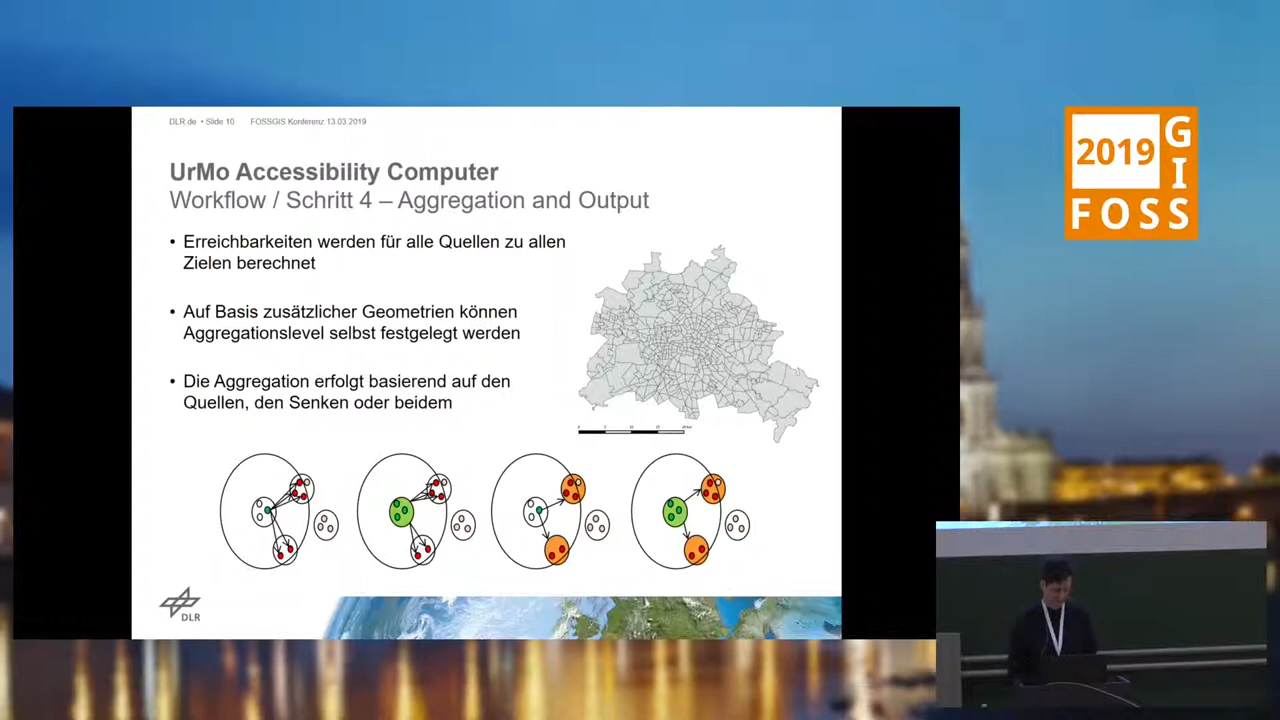 DLR.de • Slide 10 FOSSGIS Konferenz 13.03 2019
UrMo Accessibility Computer
Workflow / Schritt 4 – Aggregation and Output
• Erreichbarkeiten werden für alle Quellen zu allen
Zielen berechnet
• Auf Basis zusätzlicher Geometrien können
Aggregationslevel selbst festgelegt werden
• Die Aggregation erfolgt basierend auf den
Quellen, den Senken oder beidem
DLR
2019
G
I
FOSS